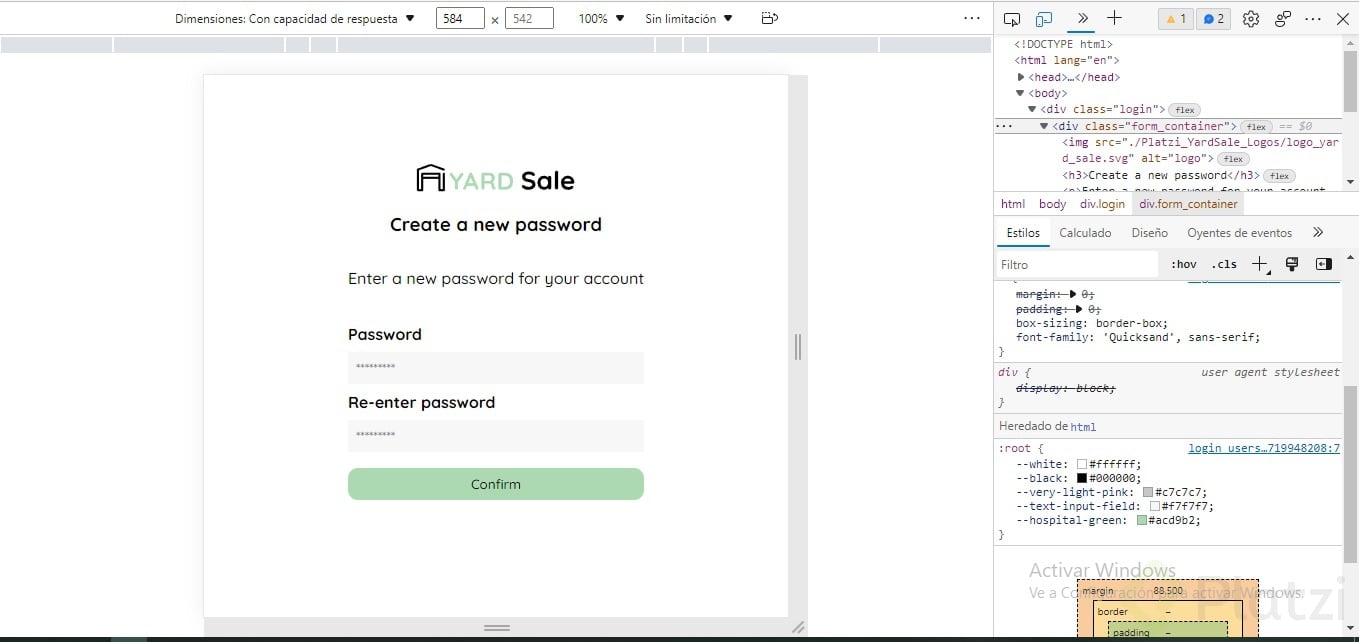 Dimensiones: Con capacidad de respuesta ▼ 584 × 542 100% ▼ Sin limitación ▼ ...
1 2
<!DOCTYPE html>
<html lang="en">
▶ <head>…</head>
▼ <body>
▼ <div class="login"> flex
... ▼ <div class="form_container"> flex == $0
<img src="./Platzi_YardSale_Logos/logo_yar
d_sale.svg" alt="logo"> flex
<h3>Create a new password</h3> flex
<p>Enter a new password for your account
html body div.login div.form_container
Estilos Calculado Diseño Oyentes de eventos »
Filtro :hov .cls
margin: ▶ 0;
padding: ▶ 0;
box-sizing: border-box;
font-family: 'Quicksand', sans-serif;
}
div { user agent stylesheet
display: block;
}
Heredado de html
:root { login users…719948208:7
--white: #ffffff;
--black: #000000;
--very-light-pink: #c7c7c7;
--text-input-field: #f7f7f7;
--hospital-green: #acd9b2;
}
Activar Windows
Ve a Configuración para activar Windows.
margin 88.500
border –
padding –
Platzi
YARD Sale
Create a new password
Enter a new password for your account
Password
*********
Re-enter password
*********
Confirm